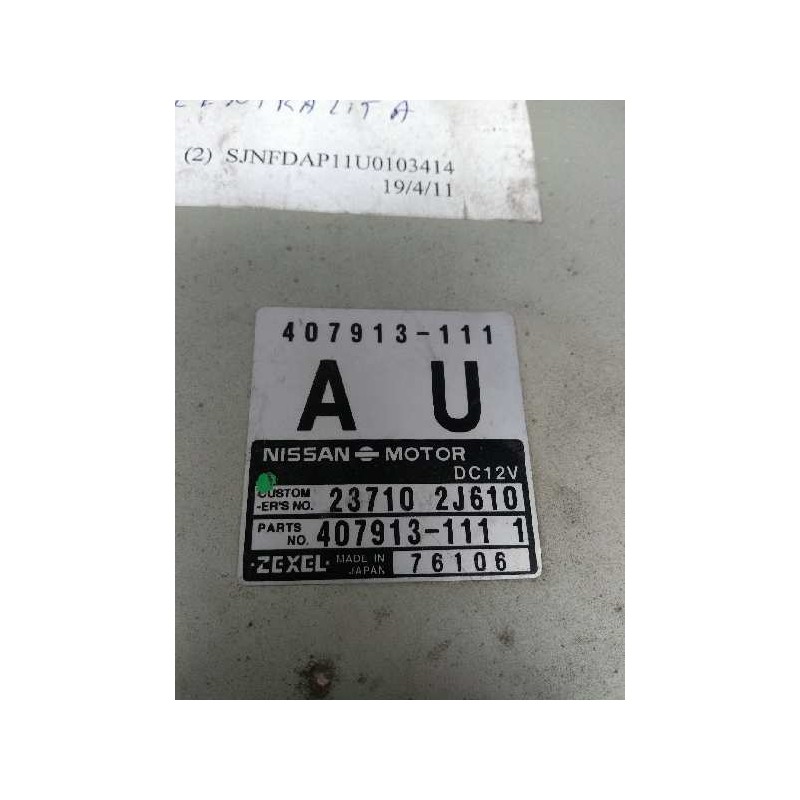 (2) SJNFDAP11U0103414
19/4/11
407913-111
A U
NISSAN MOTOR
DC12V
CUSTOM
-ER'S NO. 23710 2J610
PARTS
NO. 407913-111 1
ZEXEL MADE IN
JAPAN 76106